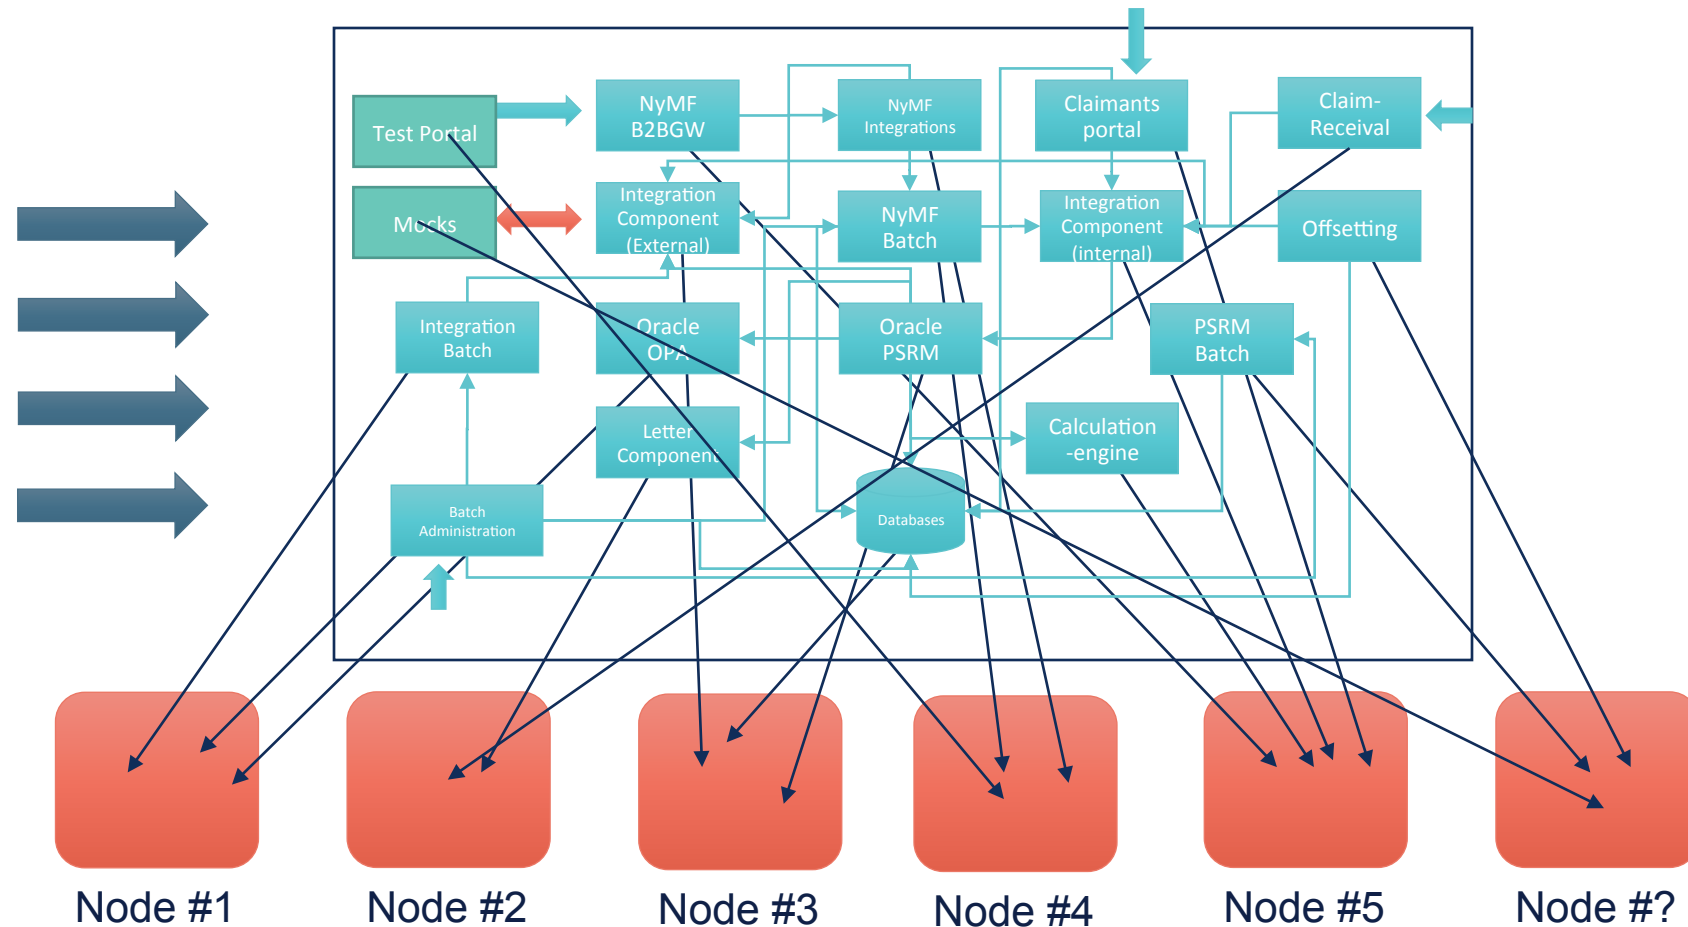 Test Portal
NyMF
B2BGW
NyMF
Integrations
Claimants
portal
Claim-
Receival
Mocks
Integration
Component
(External)
NyMF
Batch
Integration
Component
(internal)
Offsetting
Integration
Batch
Oracle
OPA
Oracle
PSRM
PSRM
Batch
Letter
Component
Calculation
-engine
Batch
Administration
Databases
Node #1
Node #2
Node #3
Node #4
Node #5
Node #?